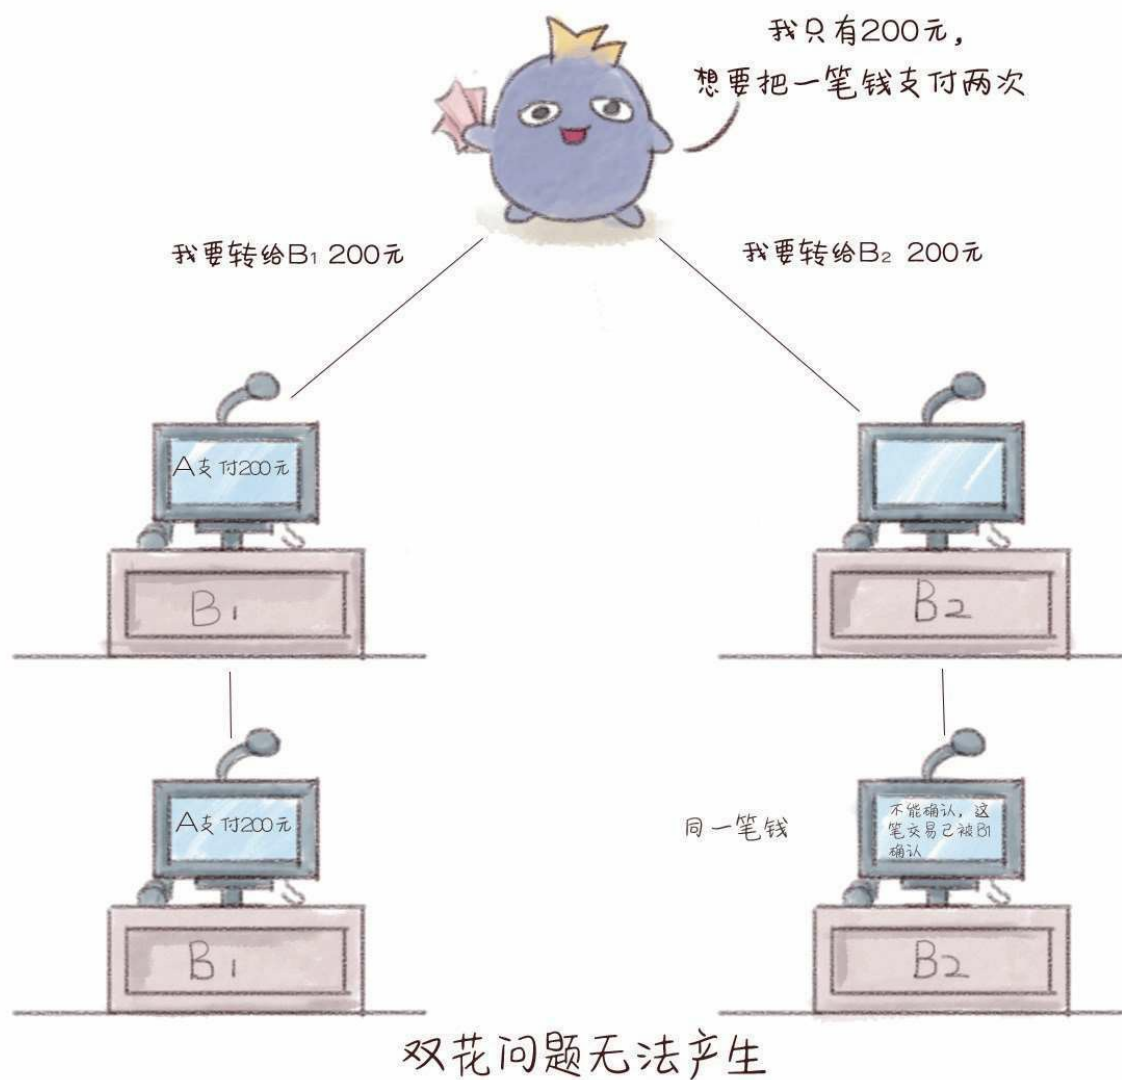 我只有200元，
想要把一笔钱支付两次
我要转给B₁ 200元
我要转给B₂ 200元
A支付200元
B1
B2
A支付200元
同一笔钱
不能确认，这
笔交易已被B1
确认
B1
B2
双花问题无法产生